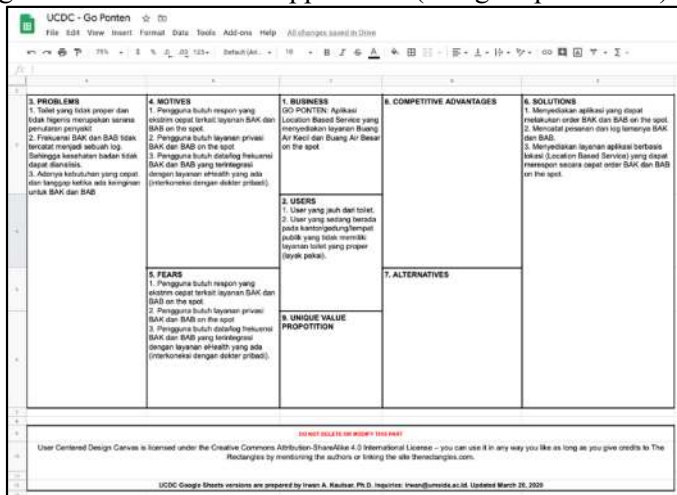 UCDC - Go Ponten
File Edit View Insert Format Data Tools Add-ons Help All changes saved in Drive
75% $ % .0 .00 123 Default (Ari... 10 B I S A
3. PROBLEMS
1. Toilet yang tidak proper dan
tidak higenis merupakan sarana
penularan penyakit
2. Frekuensi BAK dan BAB tidak
tercatat menjadi sebuah log.
Sehingga kesehatan badan tidak
dapat dianalisis.
3. Adanya kebutuhan yang cepat
dan tanggap ketika ada keinginan
untuk BAK dan BAB
4. MOTIVES
1. Pengguna butuh respon yang
ekstrim cepat terkait layanan BAK dan
BAB on the spot.
2. Pengguna butuh layanan privasi
BAK dan BAB on the spot
3. Pengguna butuh data/log frekuensi
BAK dan BAB yang terintegrasi
dengan layanan eHealth yang ada
(interkoneksi dengan dokter pribadi).
5. FEARS
1. Pengguna butuh respon yang
ekstrim cepat terkait layanan BAK dan
BAB on the spot.
2. Pengguna butuh layanan privasi
BAK dan BAB on the spot
3. Pengguna butuh data/log frekuensi
BAK dan BAB yang terintegrasi
dengan layanan eHealth yang ada
(interkoneksi dengan dokter pribadi).
1. BUSINESS
GO PONTEN: Aplikasi
Location Based Service yang
menyediakan layanan Buang
Air Kecil dan Buang Air Besar
on the spot
2. USERS
1. User yang jauh dari toilet.
2. User yang sedang berada
pada kantor/gedung/tempat
publik yang tidak memiliki
layanan toilet yang proper
(layak pakai).
9. UNIQUE VALUE
PROPOTITION
8. COMPETITIVE ADVANTAGES
7. ALTERNATIVES
6. SOLUTIONS
1. Menyediakan aplikasi yang dapat
melakukan order BAK dan BAB on the spot.
2. Mencatat pesanan dan log lamanya BAK
dan BAB.
3. Menyediakan layanan aplikasi berbasis
lokasi (Location Based Service) yang dapat
merespon secara cepat order BAK dan BAB
on the spot.
DO NOT DELETE OR MODIFY THIS PART
User Centered Design Canvas is licensed under the Creative Commons Attribution-ShareAlike 4.0 International License – you can use it in any way you like as long as you give credits to The
Rectangles by mentioning the authors or linking the site therectangles.com.
UCDC Google Sheets versions are prepared by Irwan A. Kautsar, Ph.D. Inquiries: irwan@umsida.ac.id. Updated March 25, 2020